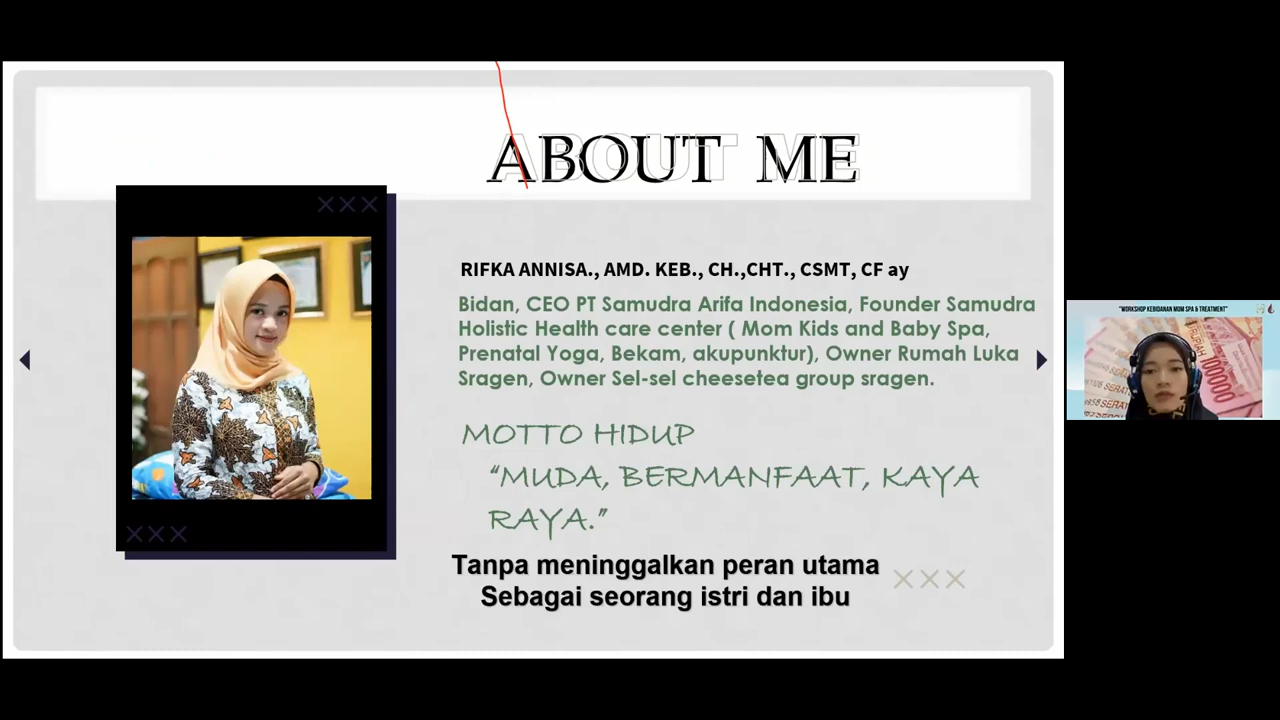 ABOUT ME
RIFKA ANNISA., AMD. KEB., CH.,CHT., CSMT, CF ay
Bidan, CEO PT Samudra Arifa Indonesia, Founder Samudra
Holistic Health care center ( Mom Kids and Baby Spa,
Prenatal Yoga, Bekam, akupunktur), Owner Rumah Luka
Sragen, Owner Sel-sel cheesetea group sragen.
MOTTO HIDUP
“MUDA, BERMANFAAT, KAYA
RAYA.”
Tanpa meninggalkan peran utama
Sebagai seorang istri dan ibu
"WORKSHOP KEBIDANAN MOM SPA & TREATMENT"
RUPIAH
100000